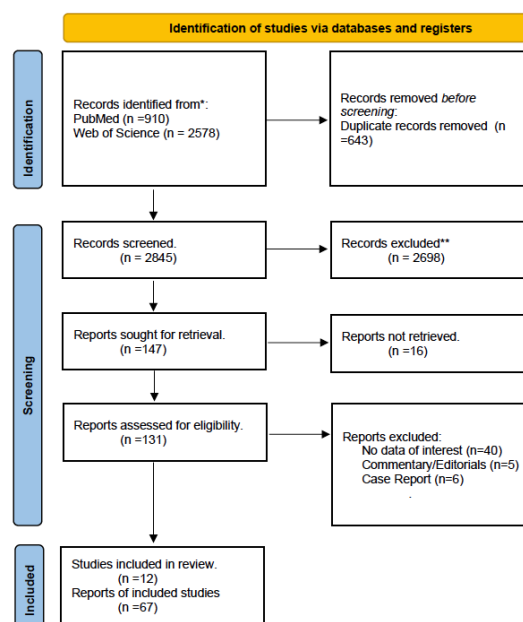 Identification of studies via databases and registers
Identification
Records identified from*:
PubMed (n =910)
Web of Science (n = 2578)
Records removed before
screening:
Duplicate records removed (n
=643)
Screening
Records screened.
(n = 2845)
Records excluded**
(n = 2698)
Reports sought for retrieval.
(n =147)
Reports not retrieved.
(n =16)
Reports assessed for eligibility.
(n =131)
Reports excluded:
No data of interest (n=40)
Commentary/Editorials (n=5)
Case Report (n=6)
.
Included
Studies included in review.
(n =12)
Reports of included studies
(n =67)